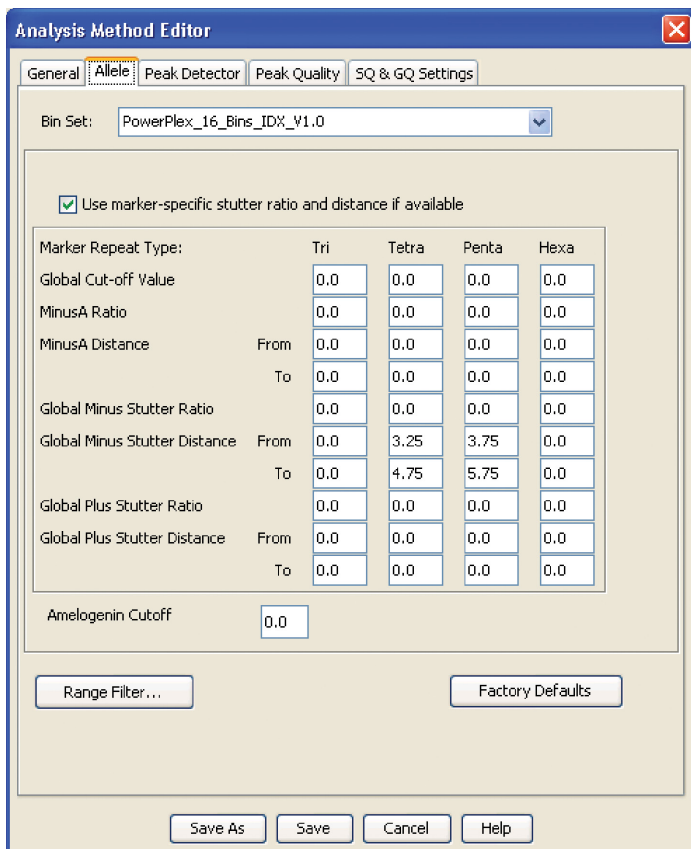 Analysis Method Editor
General Allele Peak Detector Peak Quality SQ & GQ Settings
Bin Set: PowerPlex_16_Bins_IDX_V1.0
Use marker-specific stutter ratio and distance if available
Marker Repeat Type: Tri Tetra Penta Hexa
Global Cut-off Value 0.0 0.0 0.0 0.0
MinusA Ratio 0.0 0.0 0.0 0.0
MinusA Distance From 0.0 0.0 0.0 0.0
To 0.0 0.0 0.0 0.0
Global Minus Stutter Ratio 0.0 0.0 0.0 0.0
Global Minus Stutter Distance From 0.0 3.25 3.75 0.0
To 0.0 4.75 5.75 0.0
Global Plus Stutter Ratio 0.0 0.0 0.0 0.0
Global Plus Stutter Distance From 0.0 0.0 0.0 0.0
To 0.0 0.0 0.0 0.0
Amelogenin Cutoff 0.0
Range Filter... Factory Defaults
Save As Save Cancel Help